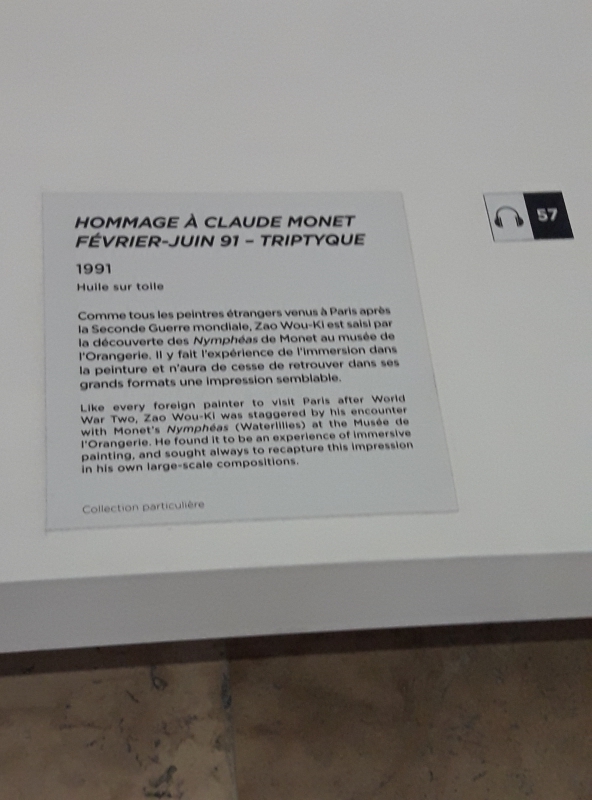 HOMMAGE À CLAUDE MONET
FÉVRIER-JUIN 91 – TRIPTYQUE
1991
Huile sur toile
Comme tous les peintres étrangers venus à Paris après
la Seconde Guerre mondiale, Zao Wou-Ki est saisi par
la découverte des Nymphéas de Monet au musée de
l'Orangerie. Il y fait l'expérience de l'immersion dans
la peinture et n'aura de cesse de retrouver dans ses
grands formats une impression semblable.
Like every foreign painter to visit Paris after World
War Two, Zao Wou-Ki was staggered by his encounter
with Monet's Nymphéas (Waterlilies) at the Musée de
l'Orangerie. He found it to be an experience of immersive
painting, and sought always to recapture this impression
in his own large-scale compositions.
Collection particulière
57